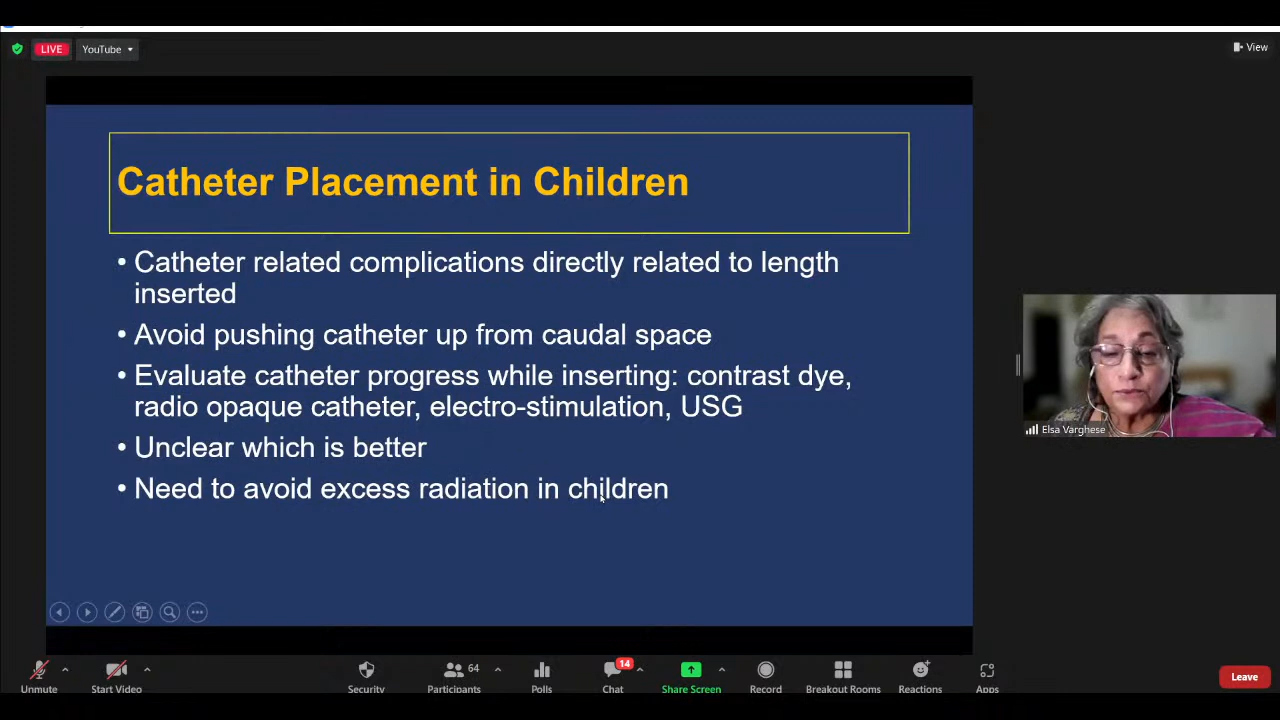 LIVE
YouTube
View
Catheter Placement in Children
• Catheter related complications directly related to length
inserted
• Avoid pushing catheter up from caudal space
• Evaluate catheter progress while inserting: contrast dye,
radio opaque catheter, electro-stimulation, USG
• Unclear which is better
• Need to avoid excess radiation in children
Elsa Varghese
64
14
Unmute
Start Video
Security
Participants
Polls
Chat
Share Screen
Record
Breakout Rooms
Reactions
Apps
Leave